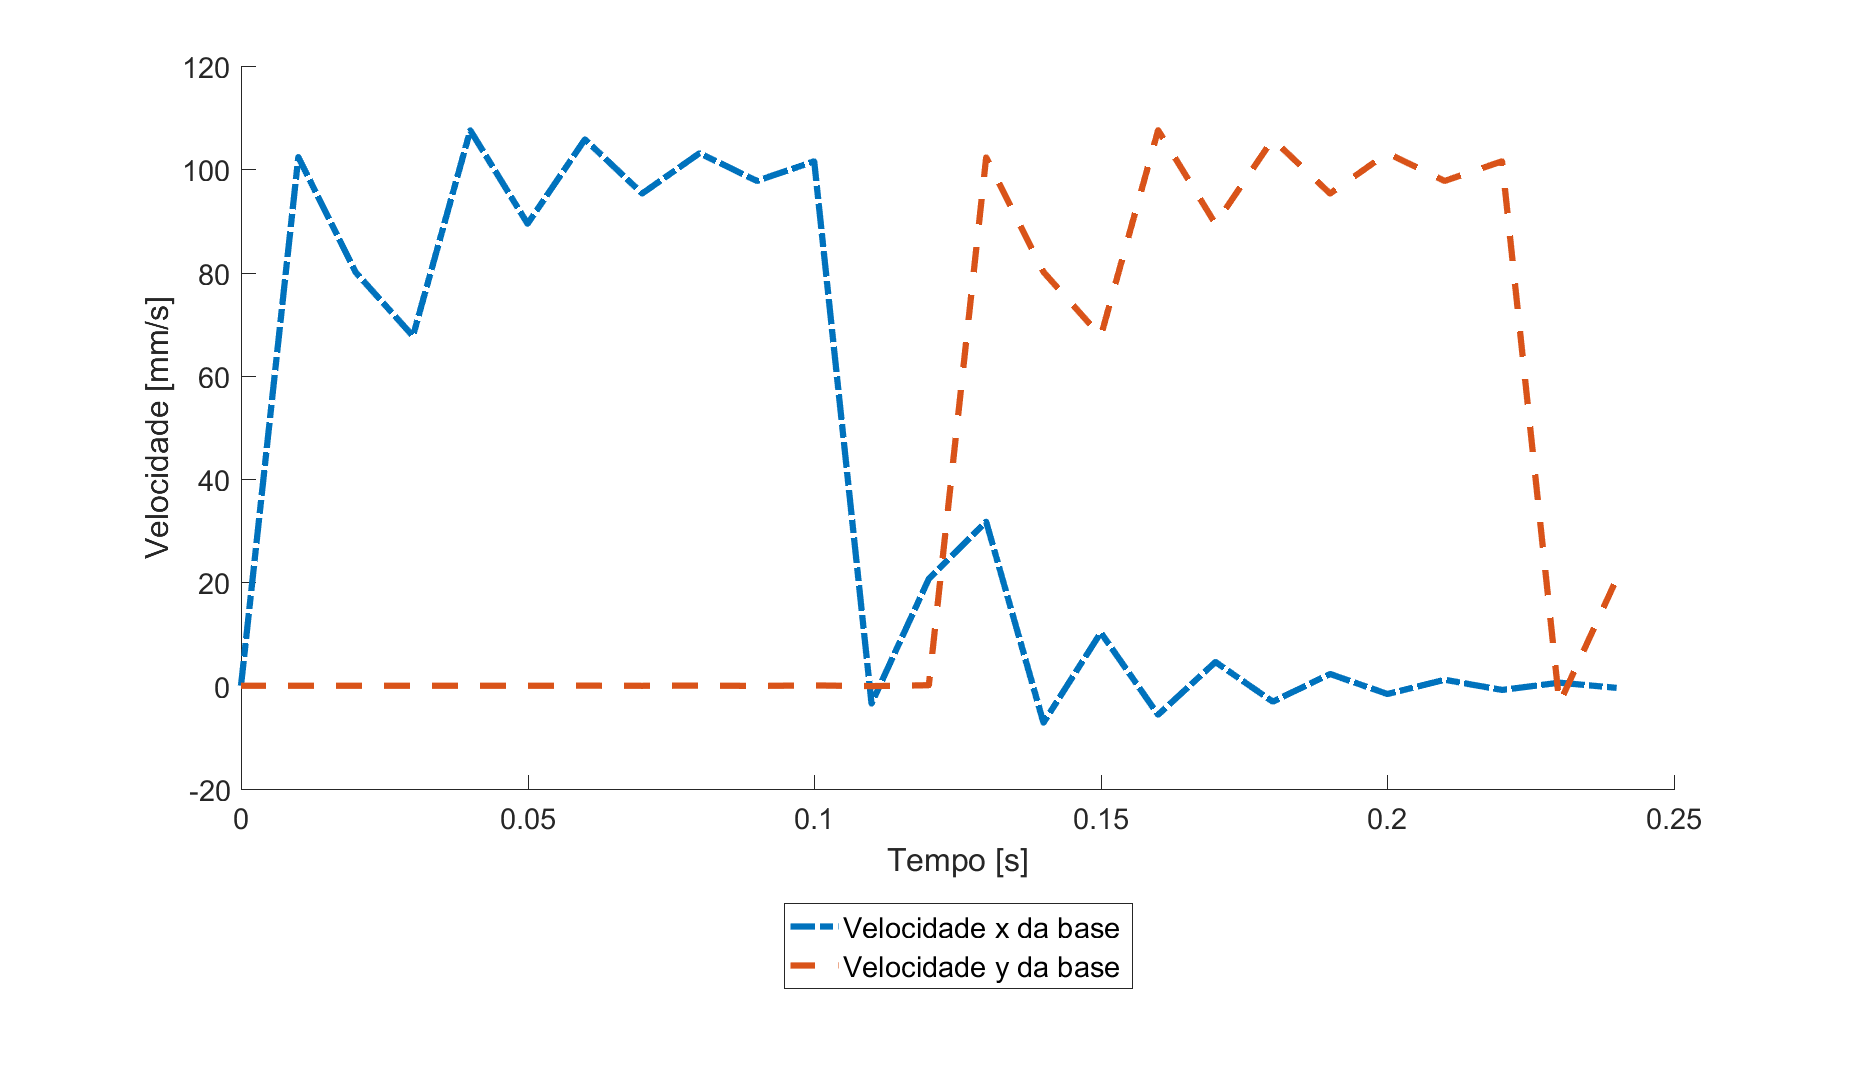 120
100
80
60
40
20
0
-20
Velocidade [mm/s]
0 0.05 0.1 0.15 0.2 0.25
Tempo [s]
Velocidade x da base
Velocidade y da base